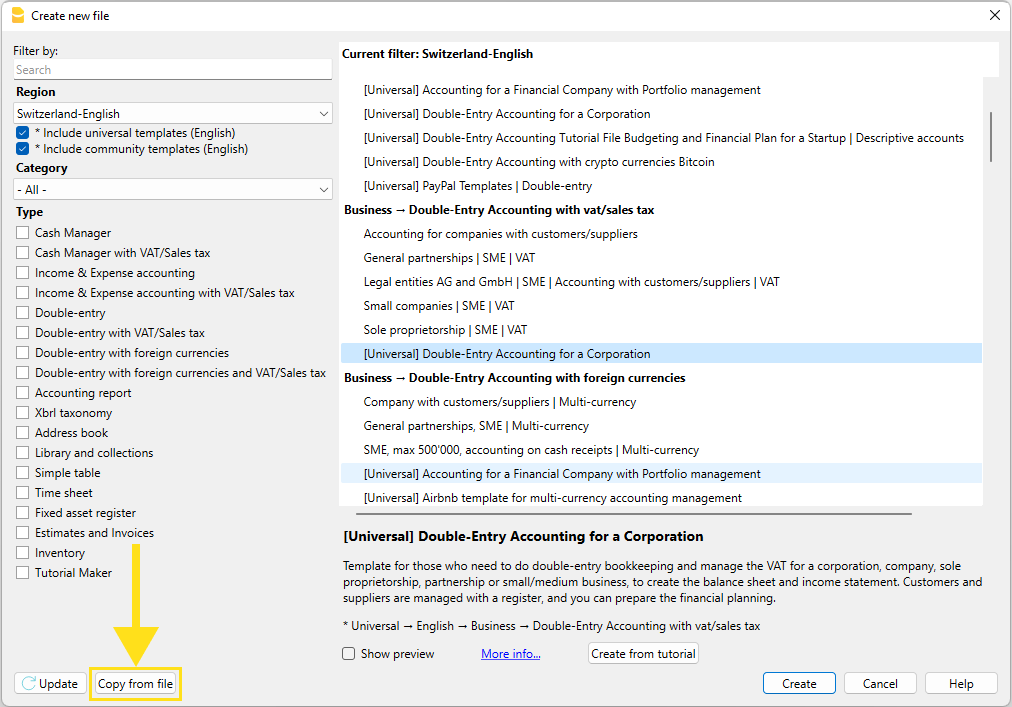 Create new file
Filter by:
Search
Region
Switzerland-English
* Include universal templates (English)
* Include community templates (English)
Category
- All -
Type
Cash Manager
Cash Manager with VAT/Sales tax
Income & Expense accounting
Income & Expense accounting with VAT/Sales tax
Double-entry
Double-entry with VAT/Sales tax
Double-entry with foreign currencies
Double-entry with foreign currencies and VAT/Sales tax
Accounting report
Xbrl taxonomy
Address book
Library and collections
Simple table
Time sheet
Fixed asset register
Estimates and Invoices
Inventory
Tutorial Maker
Update
Copy from file
Current filter: Switzerland-English
[Universal] Accounting for a Financial Company with Portfolio management
[Universal] Double-Entry Accounting for a Corporation
[Universal] Double-Entry Accounting Tutorial File Budgeting and Financial Plan for a Startup | Descriptive accounts
[Universal] Double-Entry Accounting with crypto currencies Bitcoin
[Universal] PayPal Templates | Double-entry
Business → Double-Entry Accounting with vat/sales tax
Accounting for companies with customers/suppliers
General partnerships | SME | VAT
Legal entities AG and GmbH | SME | Accounting with customers/suppliers | VAT
Small companies | SME | VAT
Sole proprietorship | SME | VAT
[Universal] Double-Entry Accounting for a Corporation
Business → Double-Entry Accounting with foreign currencies
Company with customers/suppliers | Multi-currency
General partnerships, SME | Multi-currency
SME, max 500'000, accounting on cash receipts | Multi-currency
[Universal] Accounting for a Financial Company with Portfolio management
[Universal] Airbnb template for multi-currency accounting management
[Universal] Double-Entry Accounting for a Corporation
Template for those who need to do double-entry bookkeeping and manage the VAT for a corporation, company, sole
proprietorship, partnership or small/medium business, to create the balance sheet and income statement. Customers and
suppliers are managed with a register, and you can prepare the financial planning.
* Universal → English → Business → Double-Entry Accounting with vat/sales tax
Show preview
More info...
Create from tutorial
Create
Cancel
Help